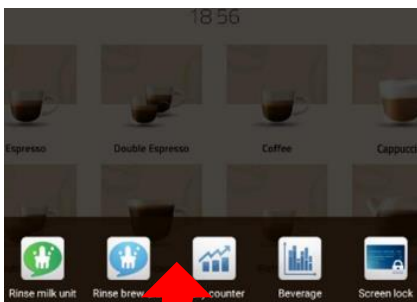 18 56
Espresso
Double Espresso
Coffee
Cappucci
Rinse milk unit
Rinse brew
counter
Beverage
Screen lock